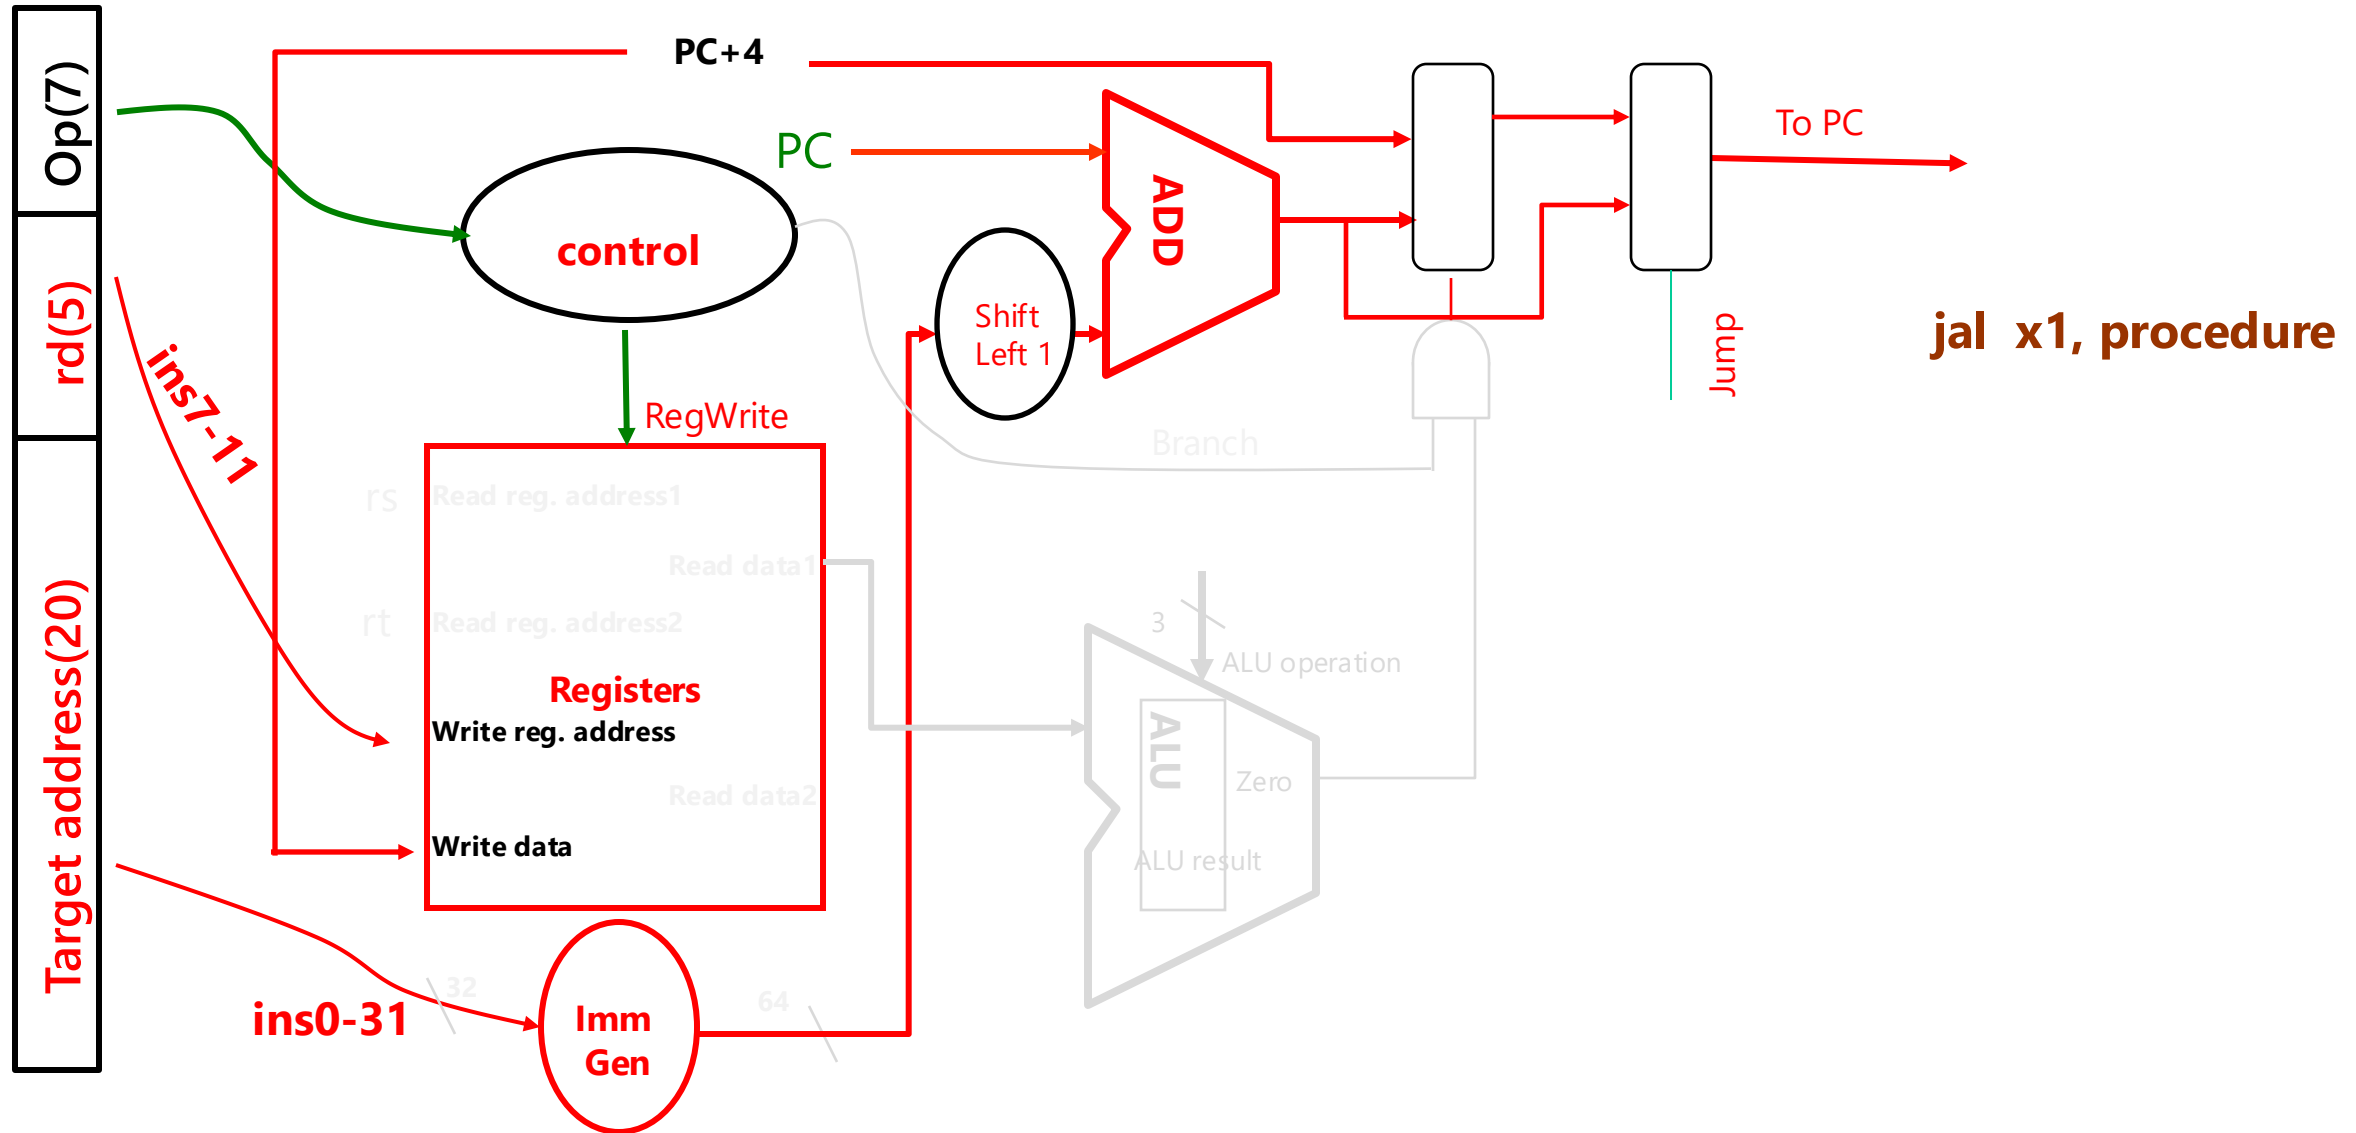 Op(7)
rd(5)
Target address(20)
PC+4
PC
control
ADD
To PC
Shift
Left 1
jal  x1, procedure
Jump
ins7-11
RegWrite
Branch
rs
Read reg. address1
Read data1
rt
Read reg. address2
3
ALU operation
Registers
Write reg. address
ALU
Zero
Read data2
Write data
ALU result
32
64
ins0-31
Imm
Gen